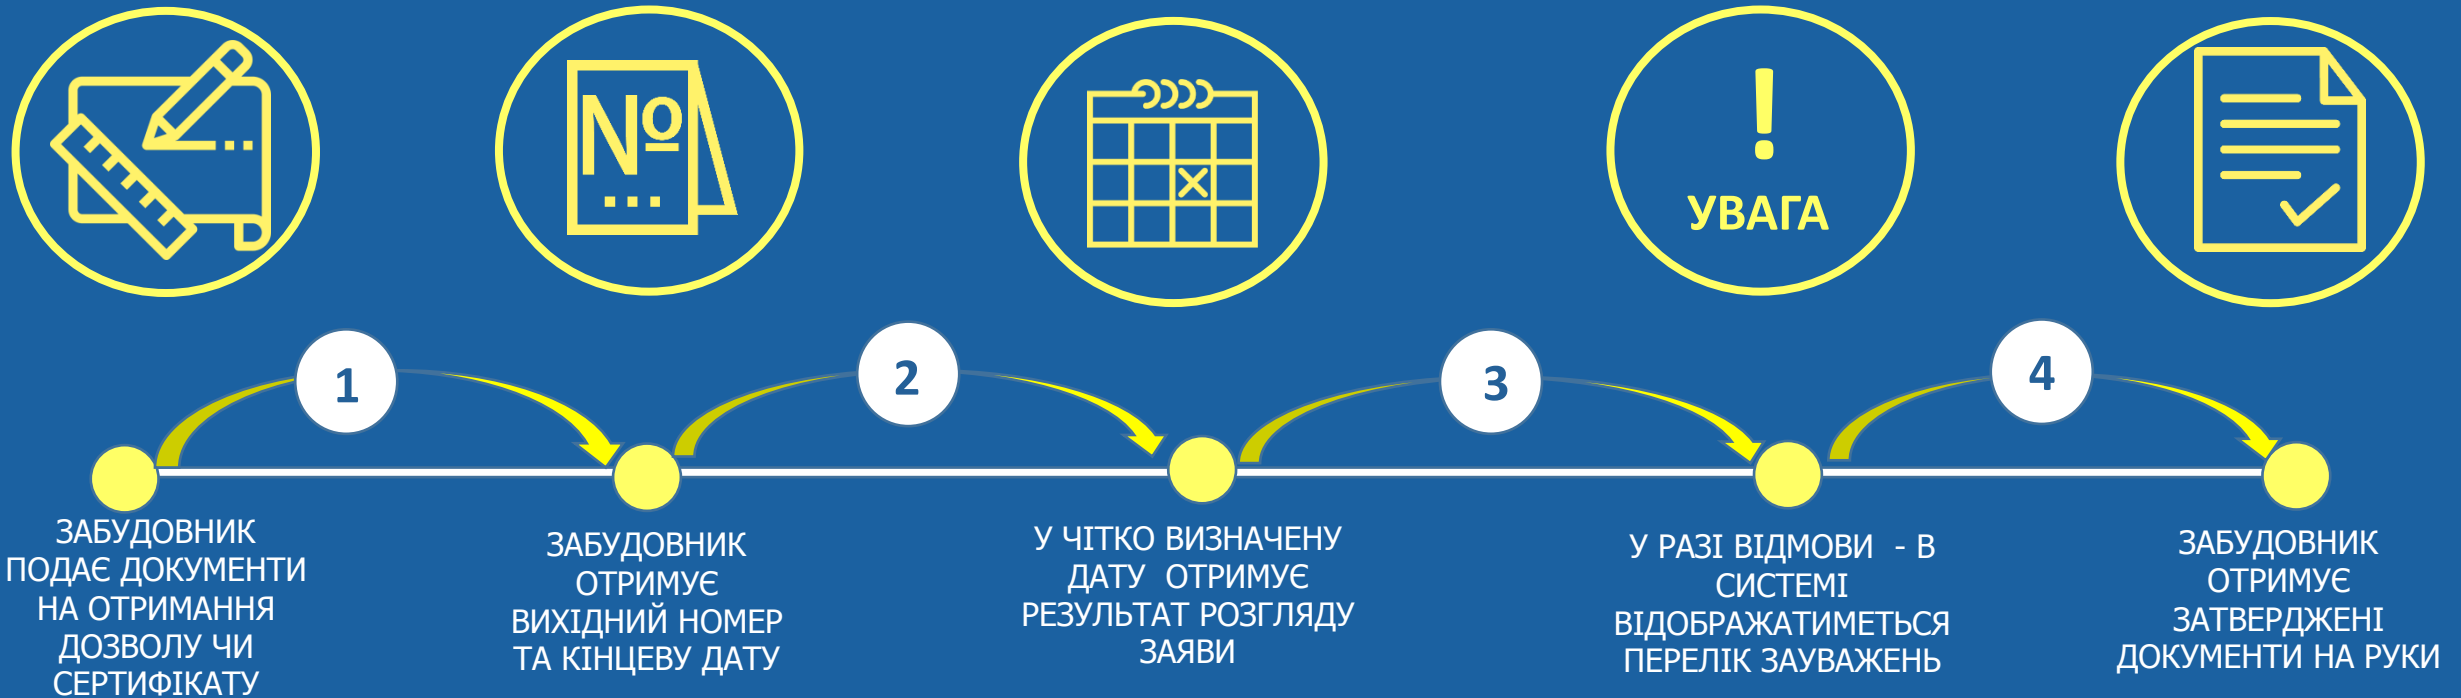 №
УВАГА
1
2
3
4
ЗАБУДОВНИК
ПОДАЄ ДОКУМЕНТИ
НА ОТРИМАННЯ
ДОЗВОЛУ ЧИ
СЕРТИФІКАТУ
ЗАБУДОВНИК
ОТРИМУЄ
ВИХІДНИЙ НОМЕР
ТА КІНЦЕВУ ДАТУ
У ЧІТКО ВИЗНАЧЕНУ
ДАТУ ОТРИМУЄ
РЕЗУЛЬТАТ РОЗГЛЯДУ
ЗАЯВИ
У РАЗІ ВІДМОВИ - В
СИСТЕМІ
ВІДОБРАЖАТИМЕТЬСЯ
ПЕРЕЛІК ЗАУВАЖЕНЬ
ЗАБУДОВНИК
ОТРИМУЄ
ЗАТВЕРДЖЕНІ
ДОКУМЕНТИ НА РУКИ